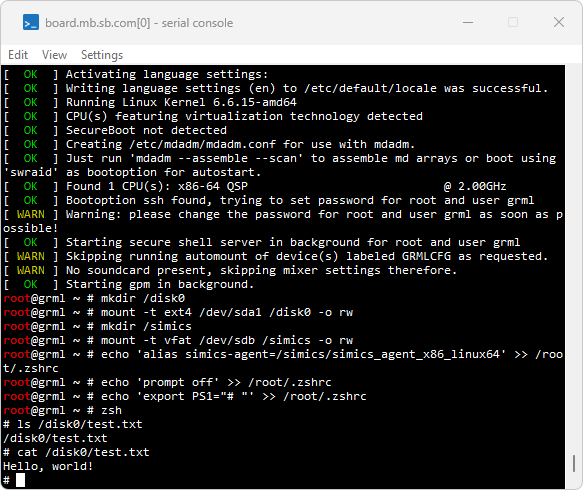 board.mb.sb.com[0] - serial console
Edit View Settings
[  OK  ] Activating language settings:
[  OK  ] Writing language settings (en) to /etc/default/locale was successful.
[  OK  ] Running Linux Kernel 6.6.15-amd64
[  OK  ] CPU(s) featuring virtualization technology detected
[  OK  ] SecureBoot not detected
[  OK  ] Creating /etc/mdadm/mdadm.conf for use with mdadm.
[  OK  ] Just run 'mdadm --assemble --scan' to assemble md arrays or boot using
'swraid' as bootoption for autostart.
[  OK  ] Found 1 CPU(s): x86-64 QSP                            @ 2.00GHz
[  OK  ] Bootoption ssh found, trying to set password for root and user grml
[ WARN ] Warning: please change the password for root and user grml as soon as p
ossible!
[  OK  ] Starting secure shell server in background for root and user grml
[ WARN ] Skipping running automount of device(s) labeled GRMLCFG as requested.
[ WARN ] No soundcard present, skipping mixer settings therefore.
[  OK  ] Starting gpm in background.
root@grml ~ # mkdir /disk0
root@grml ~ # mount -t ext4 /dev/sda1 /disk0 -o rw
root@grml ~ # mkdir /simics
root@grml ~ # mount -t vfat /dev/sdb /simics -o rw
root@grml ~ # echo 'alias simics-agent=/simics/simics_agent_x86_linux64' >> /roo
t/.zshrc
root@grml ~ # echo 'prompt off' >> /root/.zshrc
root@grml ~ # echo 'export PS1="# "' >> /root/.zshrc
root@grml ~ # zsh
# ls /disk0/test.txt
/disk0/test.txt
# cat /disk0/test.txt
Hello, world!
#